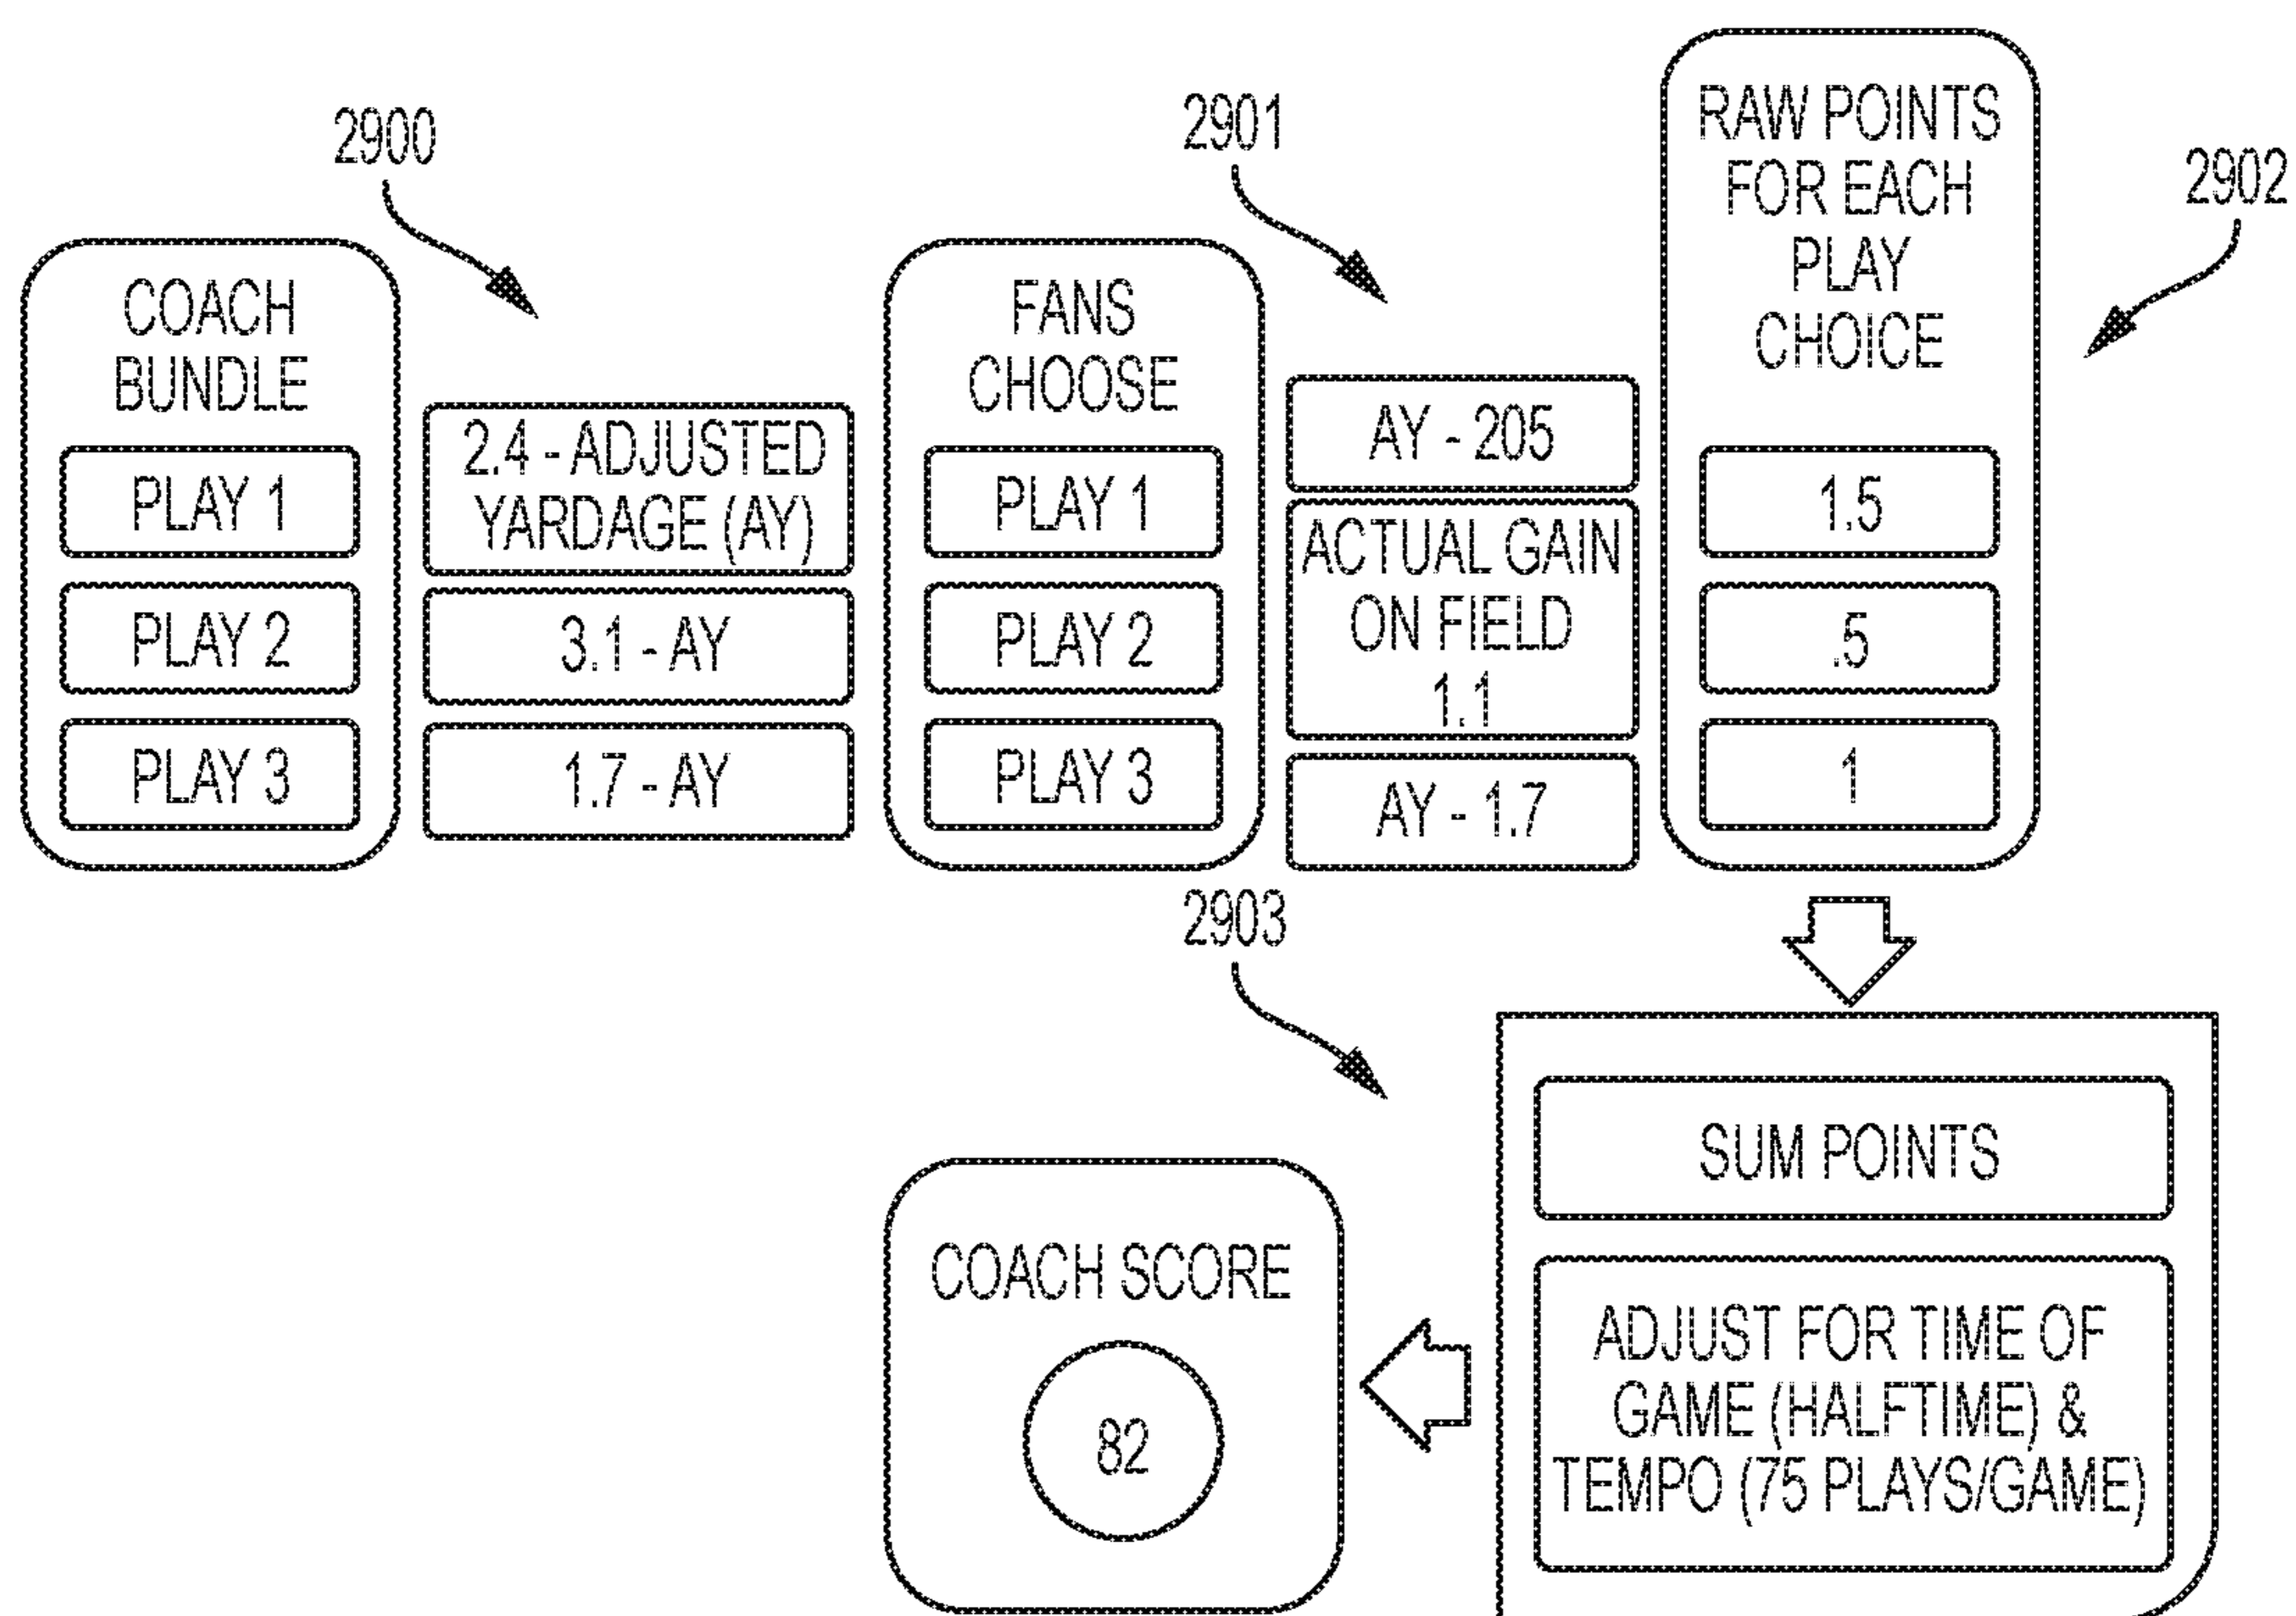 2900
2901
2902
COACH
BUNDLE
PLAY 1
PLAY 2
PLAY 3
2.4 - ADJUSTED
YARDAGE (AY)
3.1 - AY
1.7 - AY
FANS
CHOOSE
PLAY 1
PLAY 2
PLAY 3
AY - 205
ACTUAL GAIN
ON FIELD
1.1
AY - 1.7
RAW POINTS
FOR EACH
PLAY
CHOICE
1.5
.5
1
2903
SUM POINTS
ADJUST FOR TIME OF
GAME (HALFTIME) &
TEMPO (75 PLAYS/GAME)
COACH SCORE
82